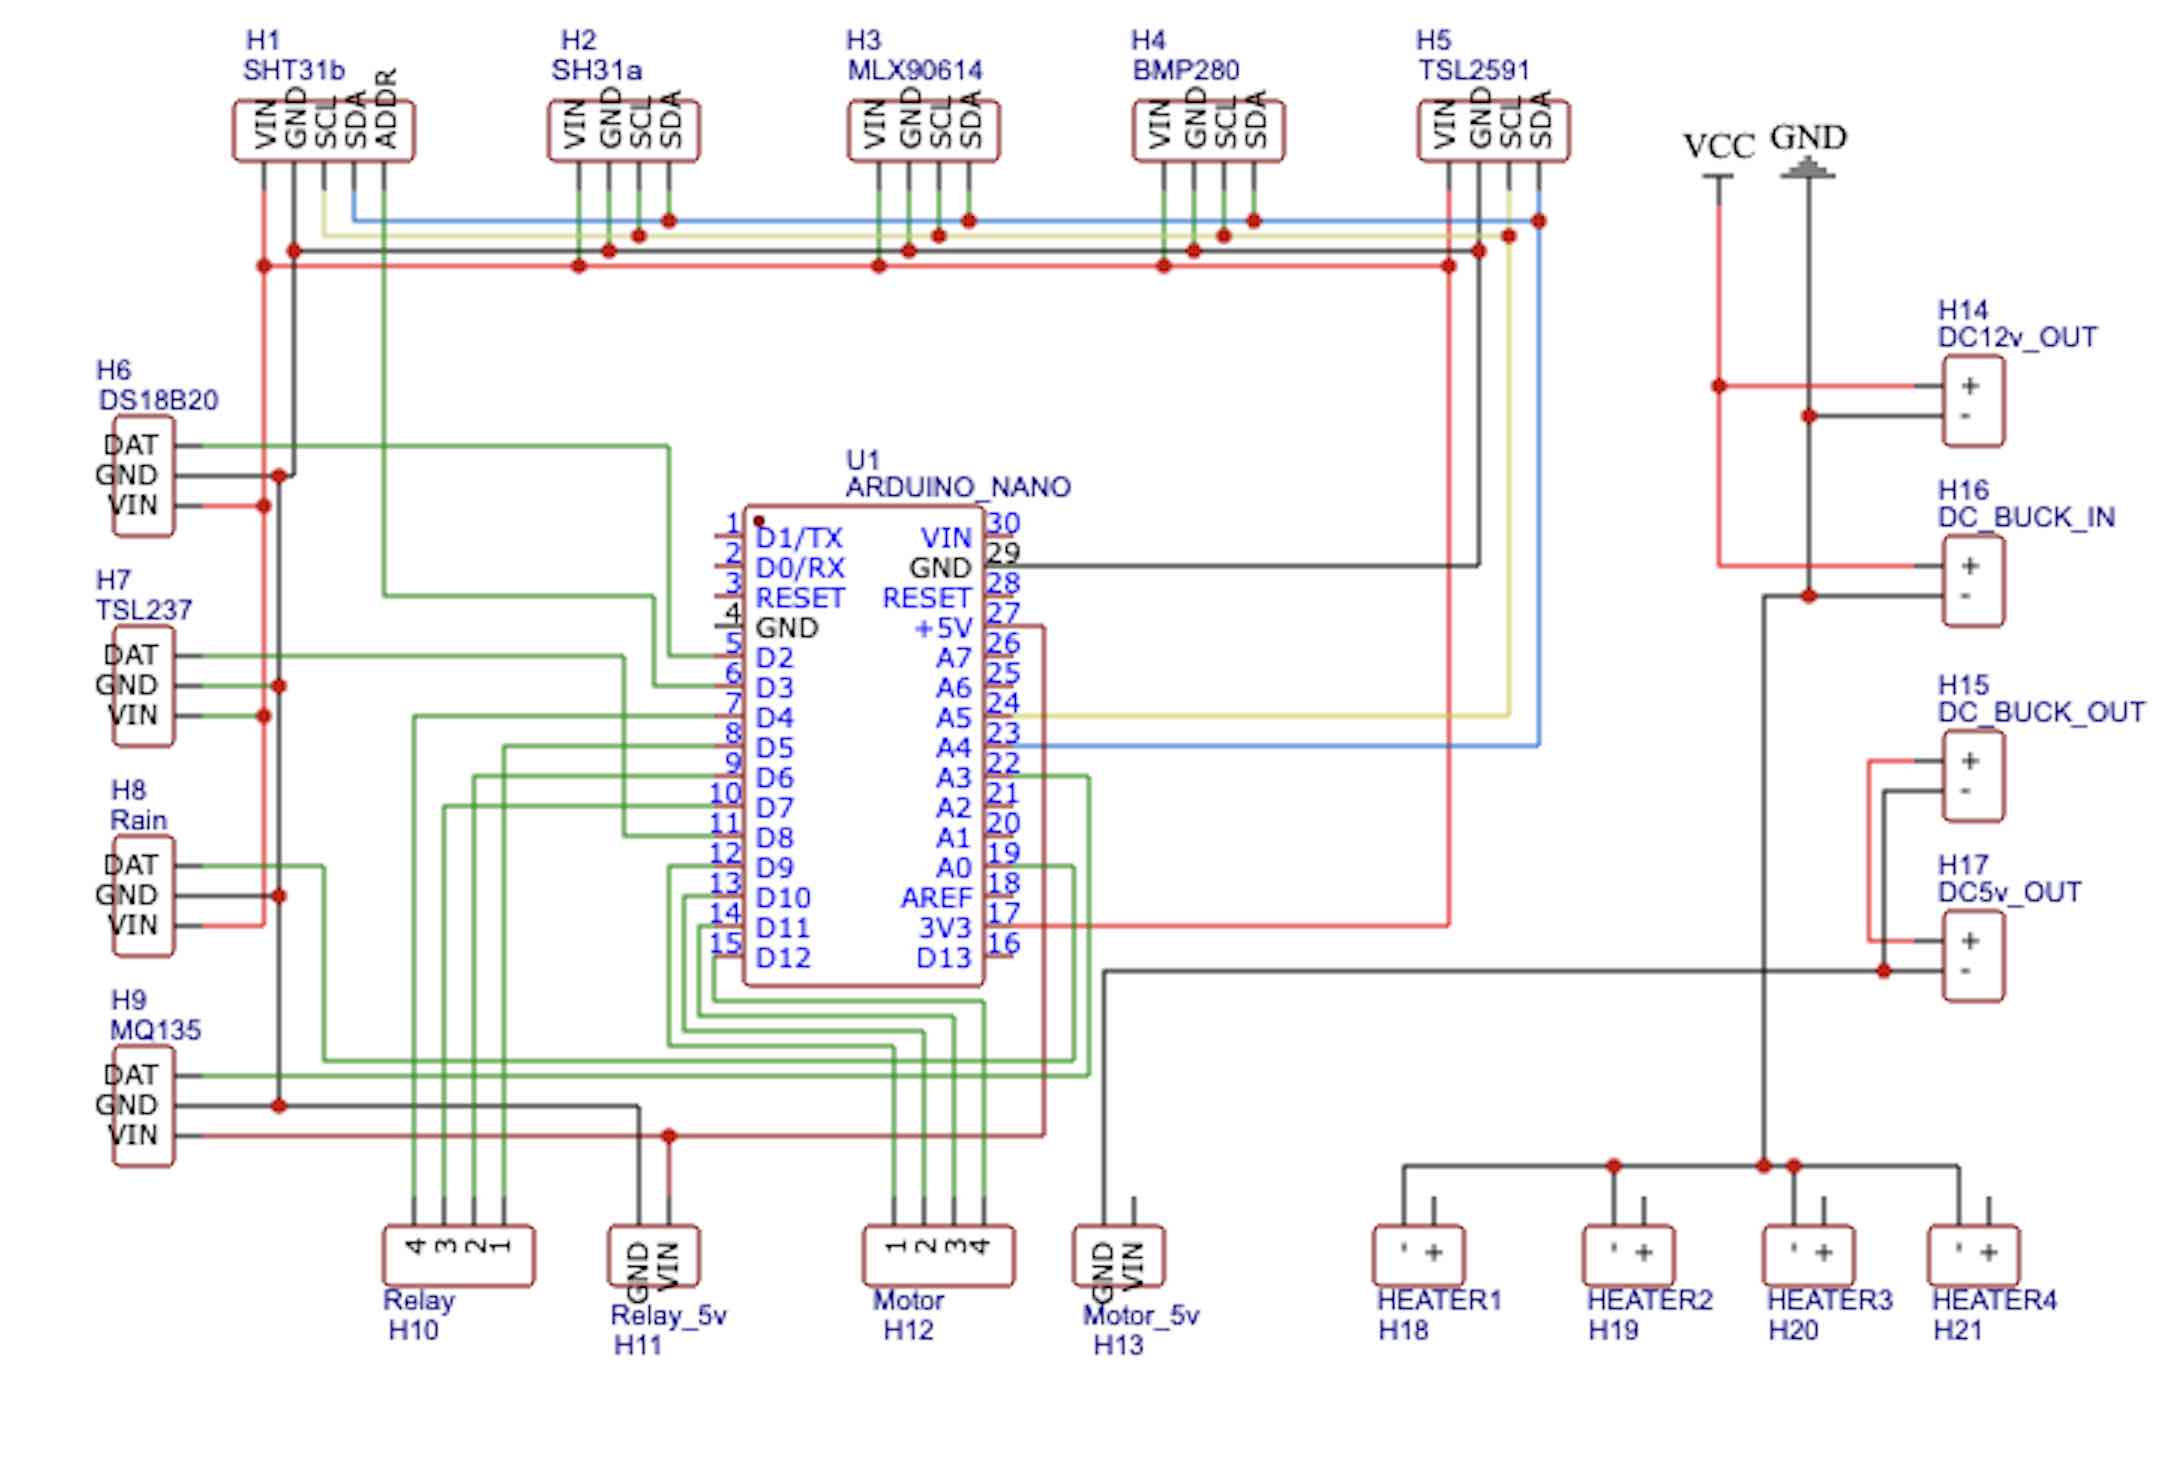 H1
SHT31b
VIN
GND
SCL
SDA
ADDR
H2
SH31a
VIN
GND
SCL
SDA
H3
MLX90614
VIN
GND
SCL
SDA
H4
BMP280
VIN
GND
SCL
SDA
H5
TSL2591
VIN
GND
SCL
SDA
VCC
GND
H14
DC12v_OUT
+
-
H16
DC_BUCK_IN
+
-
H15
DC_BUCK_OUT
+
-
H17
DC5v_OUT
+
-
H6
DS18B20
DAT
GND
VIN
H7
TSL237
DAT
GND
VIN
H8
Rain
DAT
GND
VIN
H9
MQ135
DAT
GND
VIN
U1
ARDUINO_NANO
1 D1/TX VIN 30
2 D0/RX GND 29
3 RESET RESET 28
4 GND +5V 27
5 D2 A7 26
6 D3 A6 25
7 D4 A5 24
8 D5 A4 23
9 D6 A3 22
10 D7 A2 21
11 D8 A1 20
12 D9 A0 19
13 D10 AREF 18
14 D11 3V3 17
15 D12 D13 16
4
3
2
1
Relay
H10
GND
VIN
Relay_5v
H11
1
2
3
4
Motor
H12
GND
VIN
Motor_5v
H13
- +
HEATER1
H18
- +
HEATER2
H19
- +
HEATER3
H20
- +
HEATER4
H21